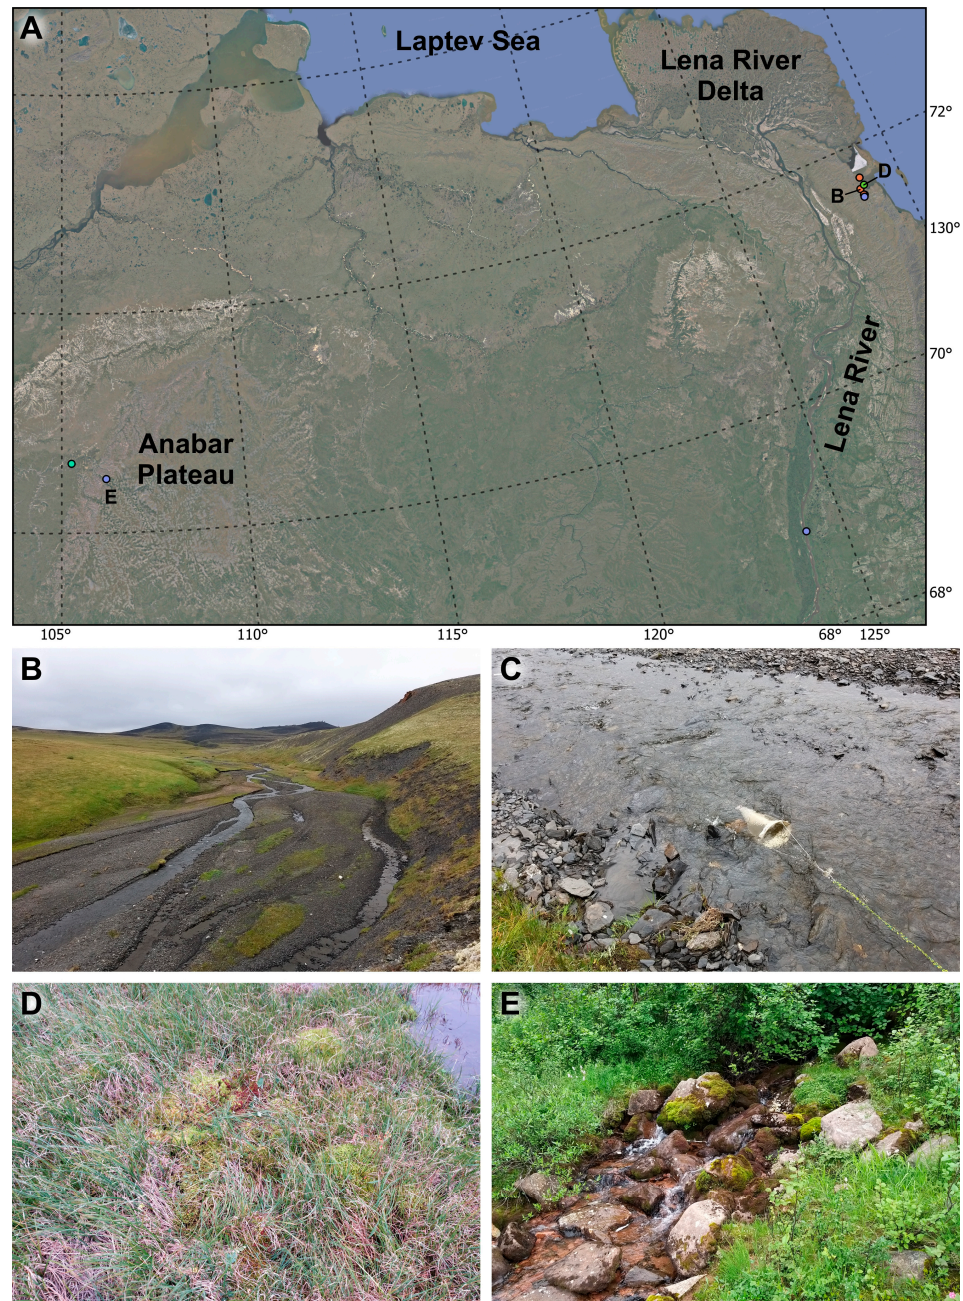 A
Laptev Sea
Lena River
Delta
72°
D
B
130°
Lena River
70°
Anabar
Plateau
E
68°
105°
110°
115°
120°
68°
125°
B
C
D
E